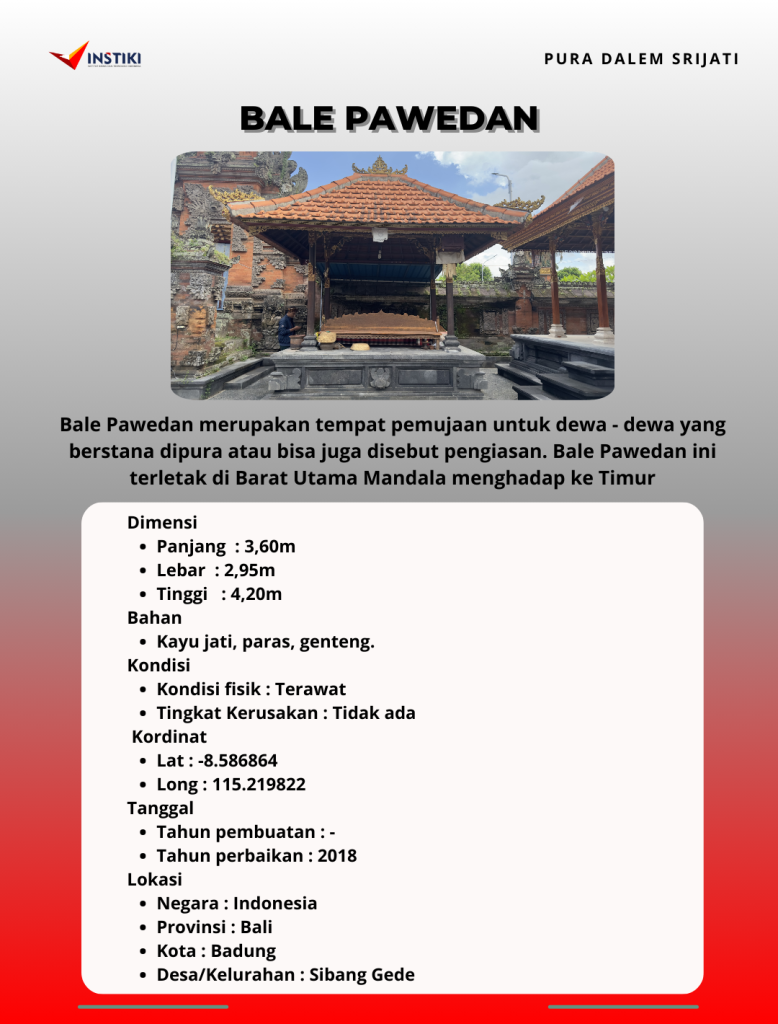 INSTIKI
PURA DALEM SRIJATI
BALE PAWEDAN
Bale Pawedan merupakan tempat pemujaan untuk dewa - dewa yang
berstana dipura atau bisa juga disebut pengiasan. Bale Pawedan ini
terletak di Barat Utama Mandala menghadap ke Timur
Dimensi
• Panjang : 3,60m
• Lebar : 2,95m
• Tinggi : 4,20m
Bahan
• Kayu jati, paras, genteng.
Kondisi
• Kondisi fisik : Terawat
• Tingkat Kerusakan : Tidak ada
Kordinat
• Lat : -8.586864
• Long : 115.219822
Tanggal
• Tahun pembuatan : -
• Tahun perbaikan : 2018
Lokasi
• Negara : Indonesia
• Provinsi : Bali
• Kota : Badung
• Desa/Kelurahan : Sibang Gede